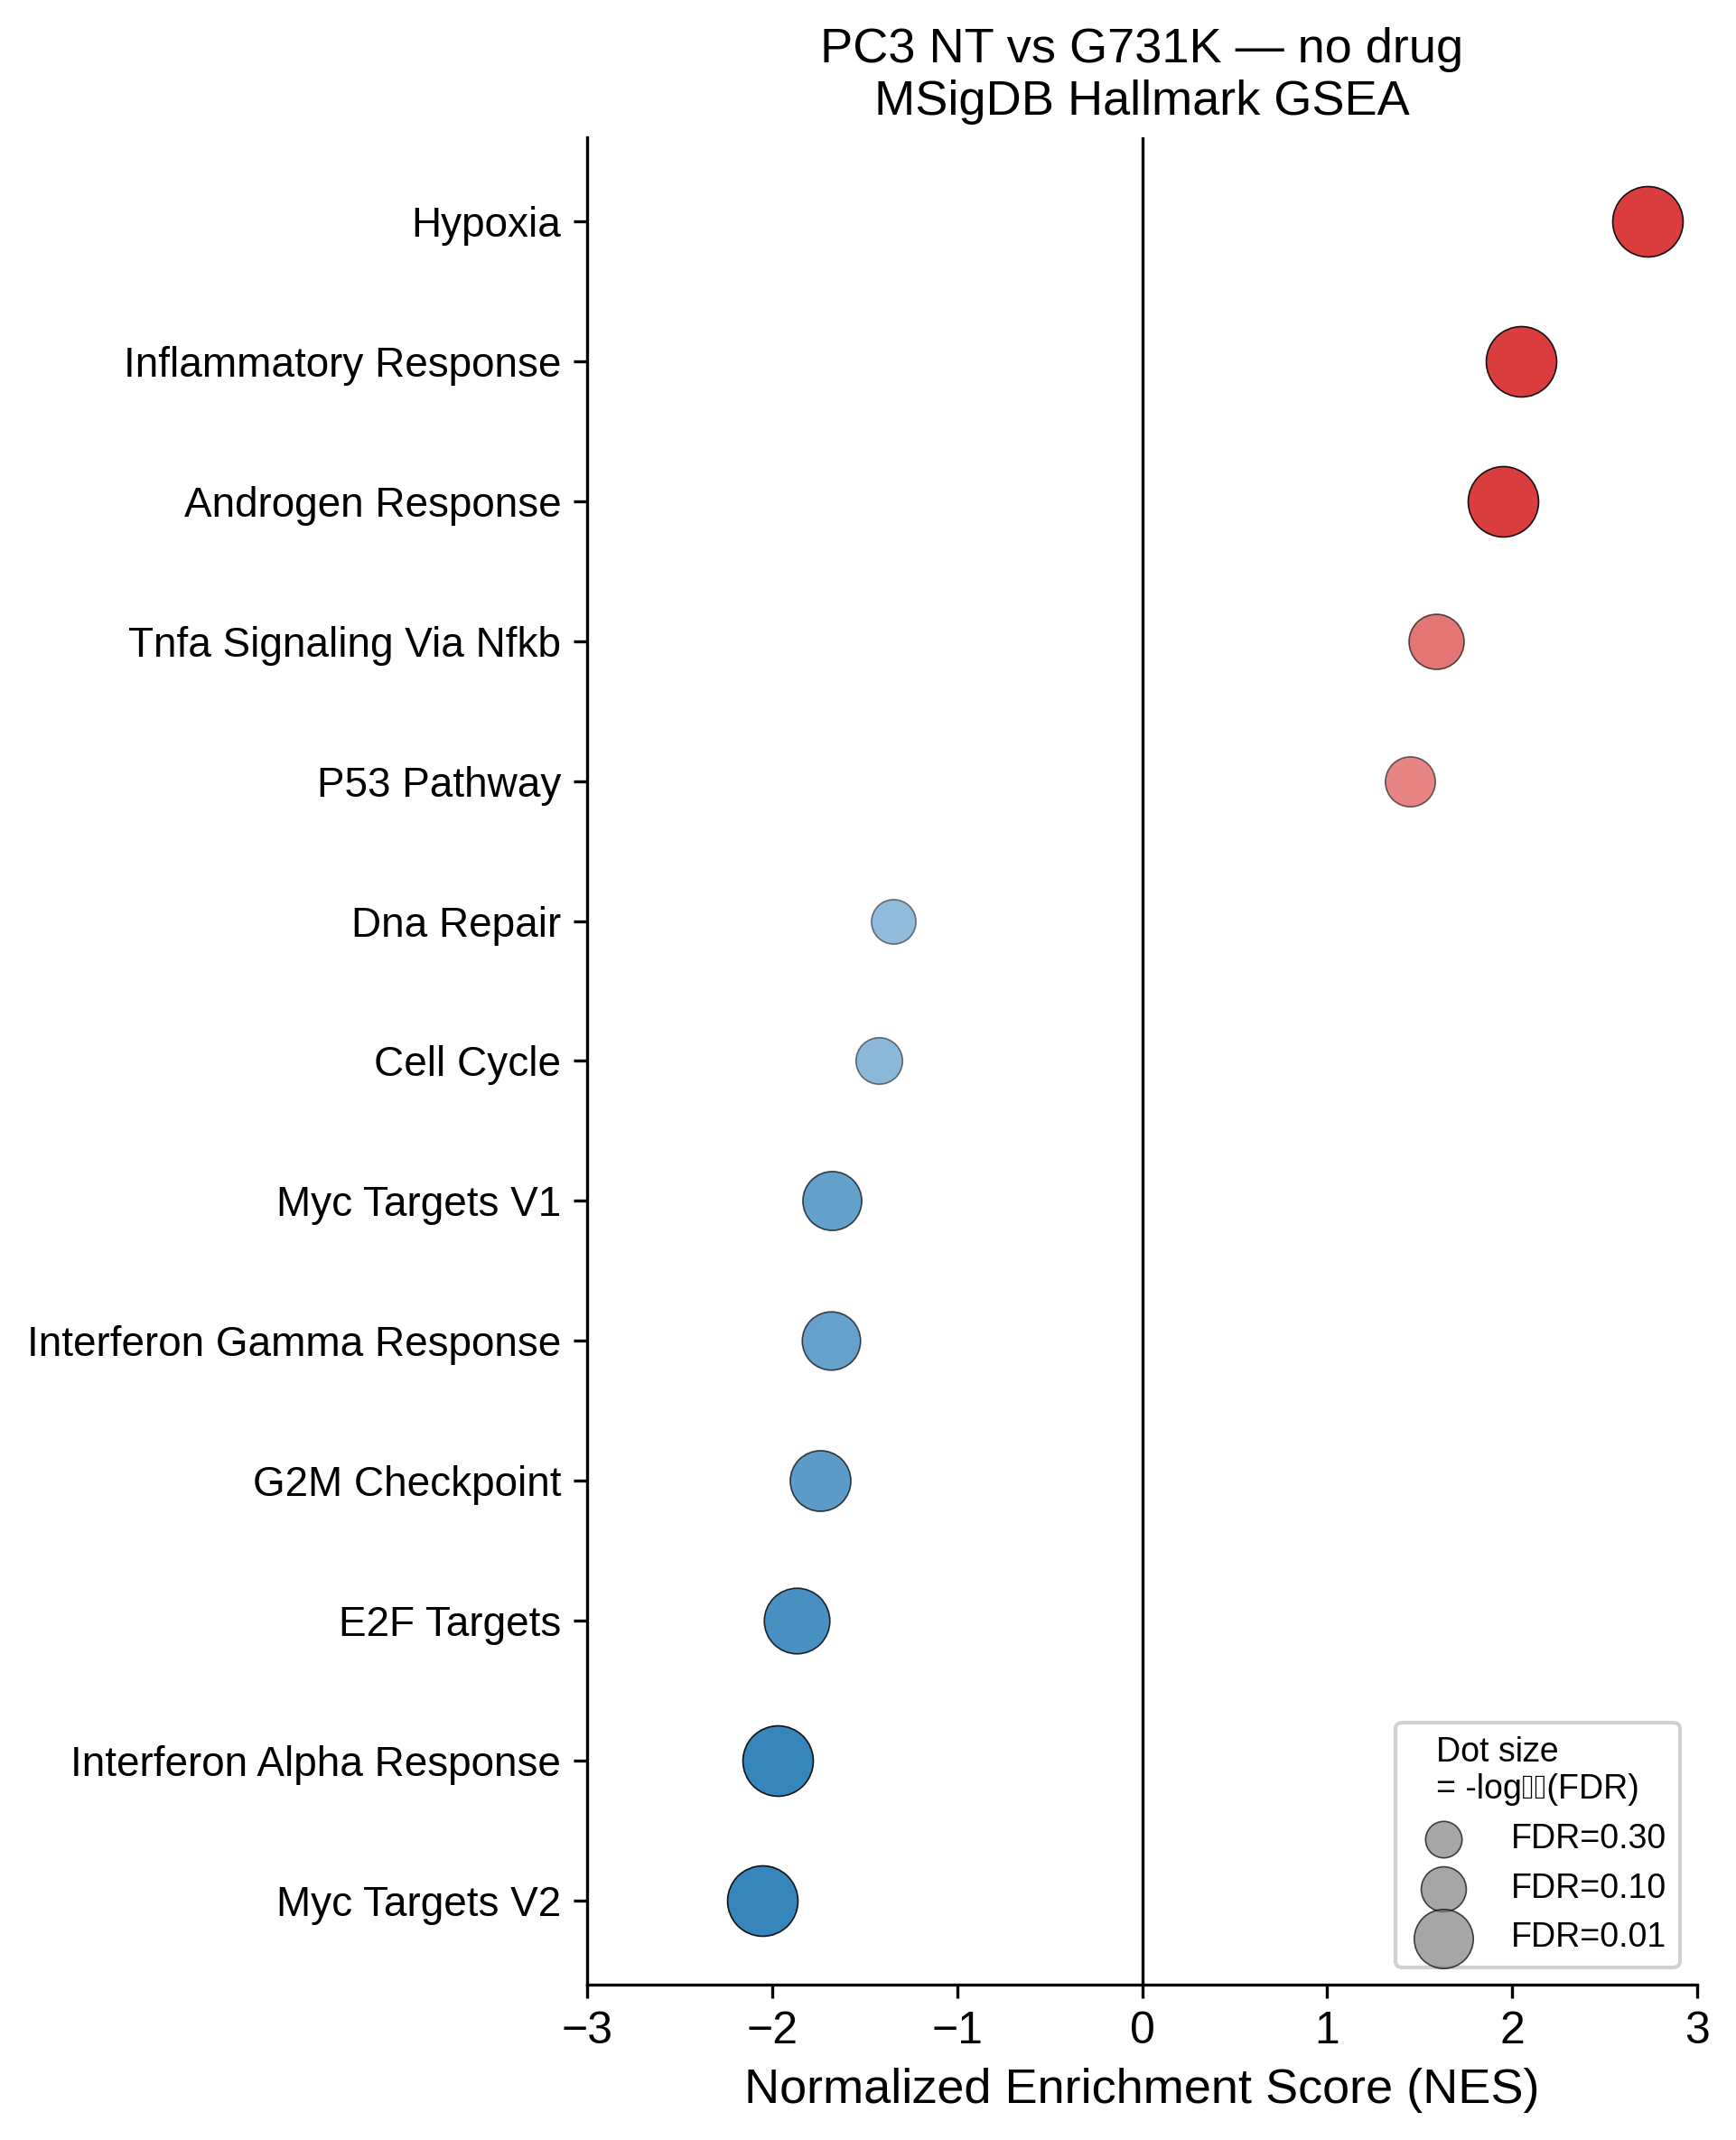 PC3 NT vs G731K — no drug
MSigDB Hallmark GSEA
Hypoxia
Inflammatory Response
Androgen Response
Tnfa Signaling Via Nfkb
P53 Pathway
Dna Repair
Cell Cycle
Myc Targets V1
Interferon Gamma Response
G2M Checkpoint
E2F Targets
Interferon Alpha Response
Myc Targets V2
Dot size
= -log▯▯(FDR)
FDR=0.30
FDR=0.10
FDR=0.01
−3 −2 −1 0 1 2 3
Normalized Enrichment Score (NES)